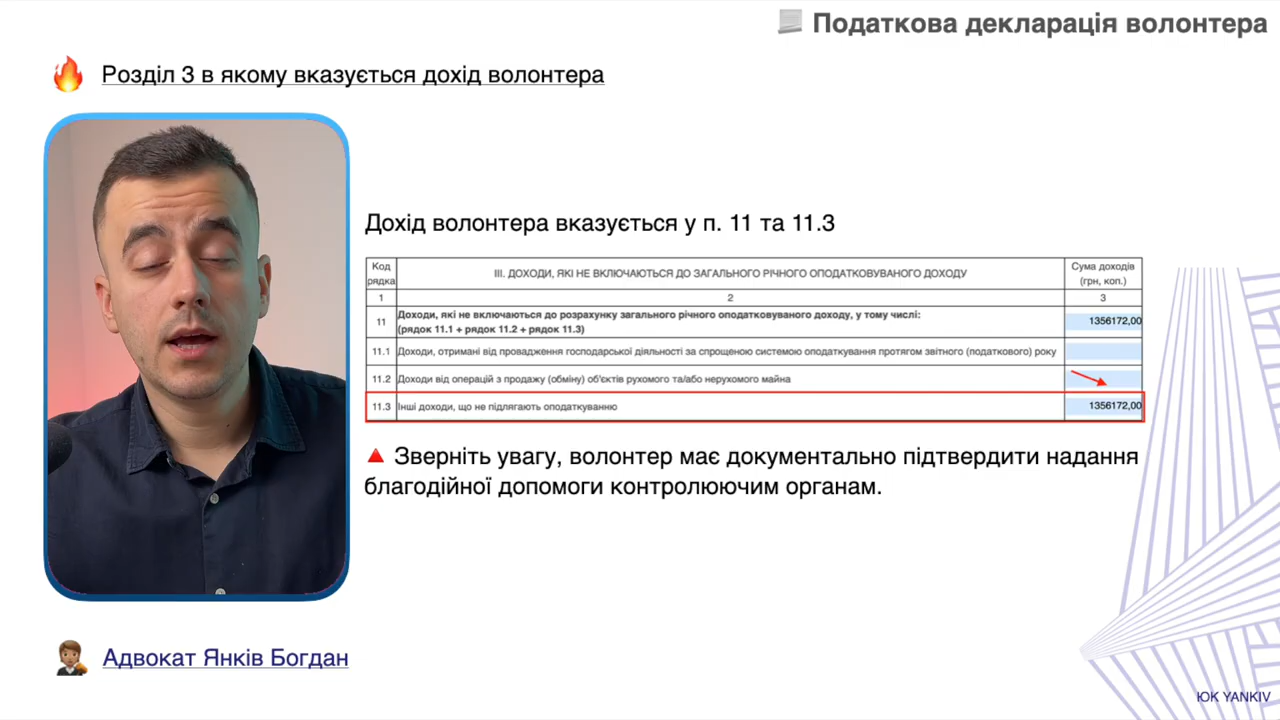 Податкова декларація волонтера
Розділ 3 в якому вказується дохід волонтера
Дохід волонтера вказується у п. 11 та 11.3
Код рядка
III. ДОХОДИ, ЯКІ НЕ ВКЛЮЧАЮТЬСЯ ДО ЗАГАЛЬНОГО РІЧНОГО ОПОДАТКОВУВАНОГО ДОХОДУ
Сума доходів
(грн, коп.)
1 2 3
11 Доходи, які не включаються до розрахунку загального річного оподатковуваного доходу, у тому числі:
(рядок 11.1 + рядок 11.2 + рядок 11.3) 1356172,00
11.1 Доходи, отримані від провадження господарської діяльності за спрощеною системою оподаткування протягом звітного (податкового) року
11.2 Доходи від операцій з продажу (обміну) об'єктів рухомого та/або нерухомого майна
11.3 Інші доходи, що не підлягають оподаткуванню 1356172,00
Зверніть увагу, волонтер має документально підтвердити надання
благодійної допомоги контролюючим органам.
Адвокат Янків Богдан
ЮК YANKIV